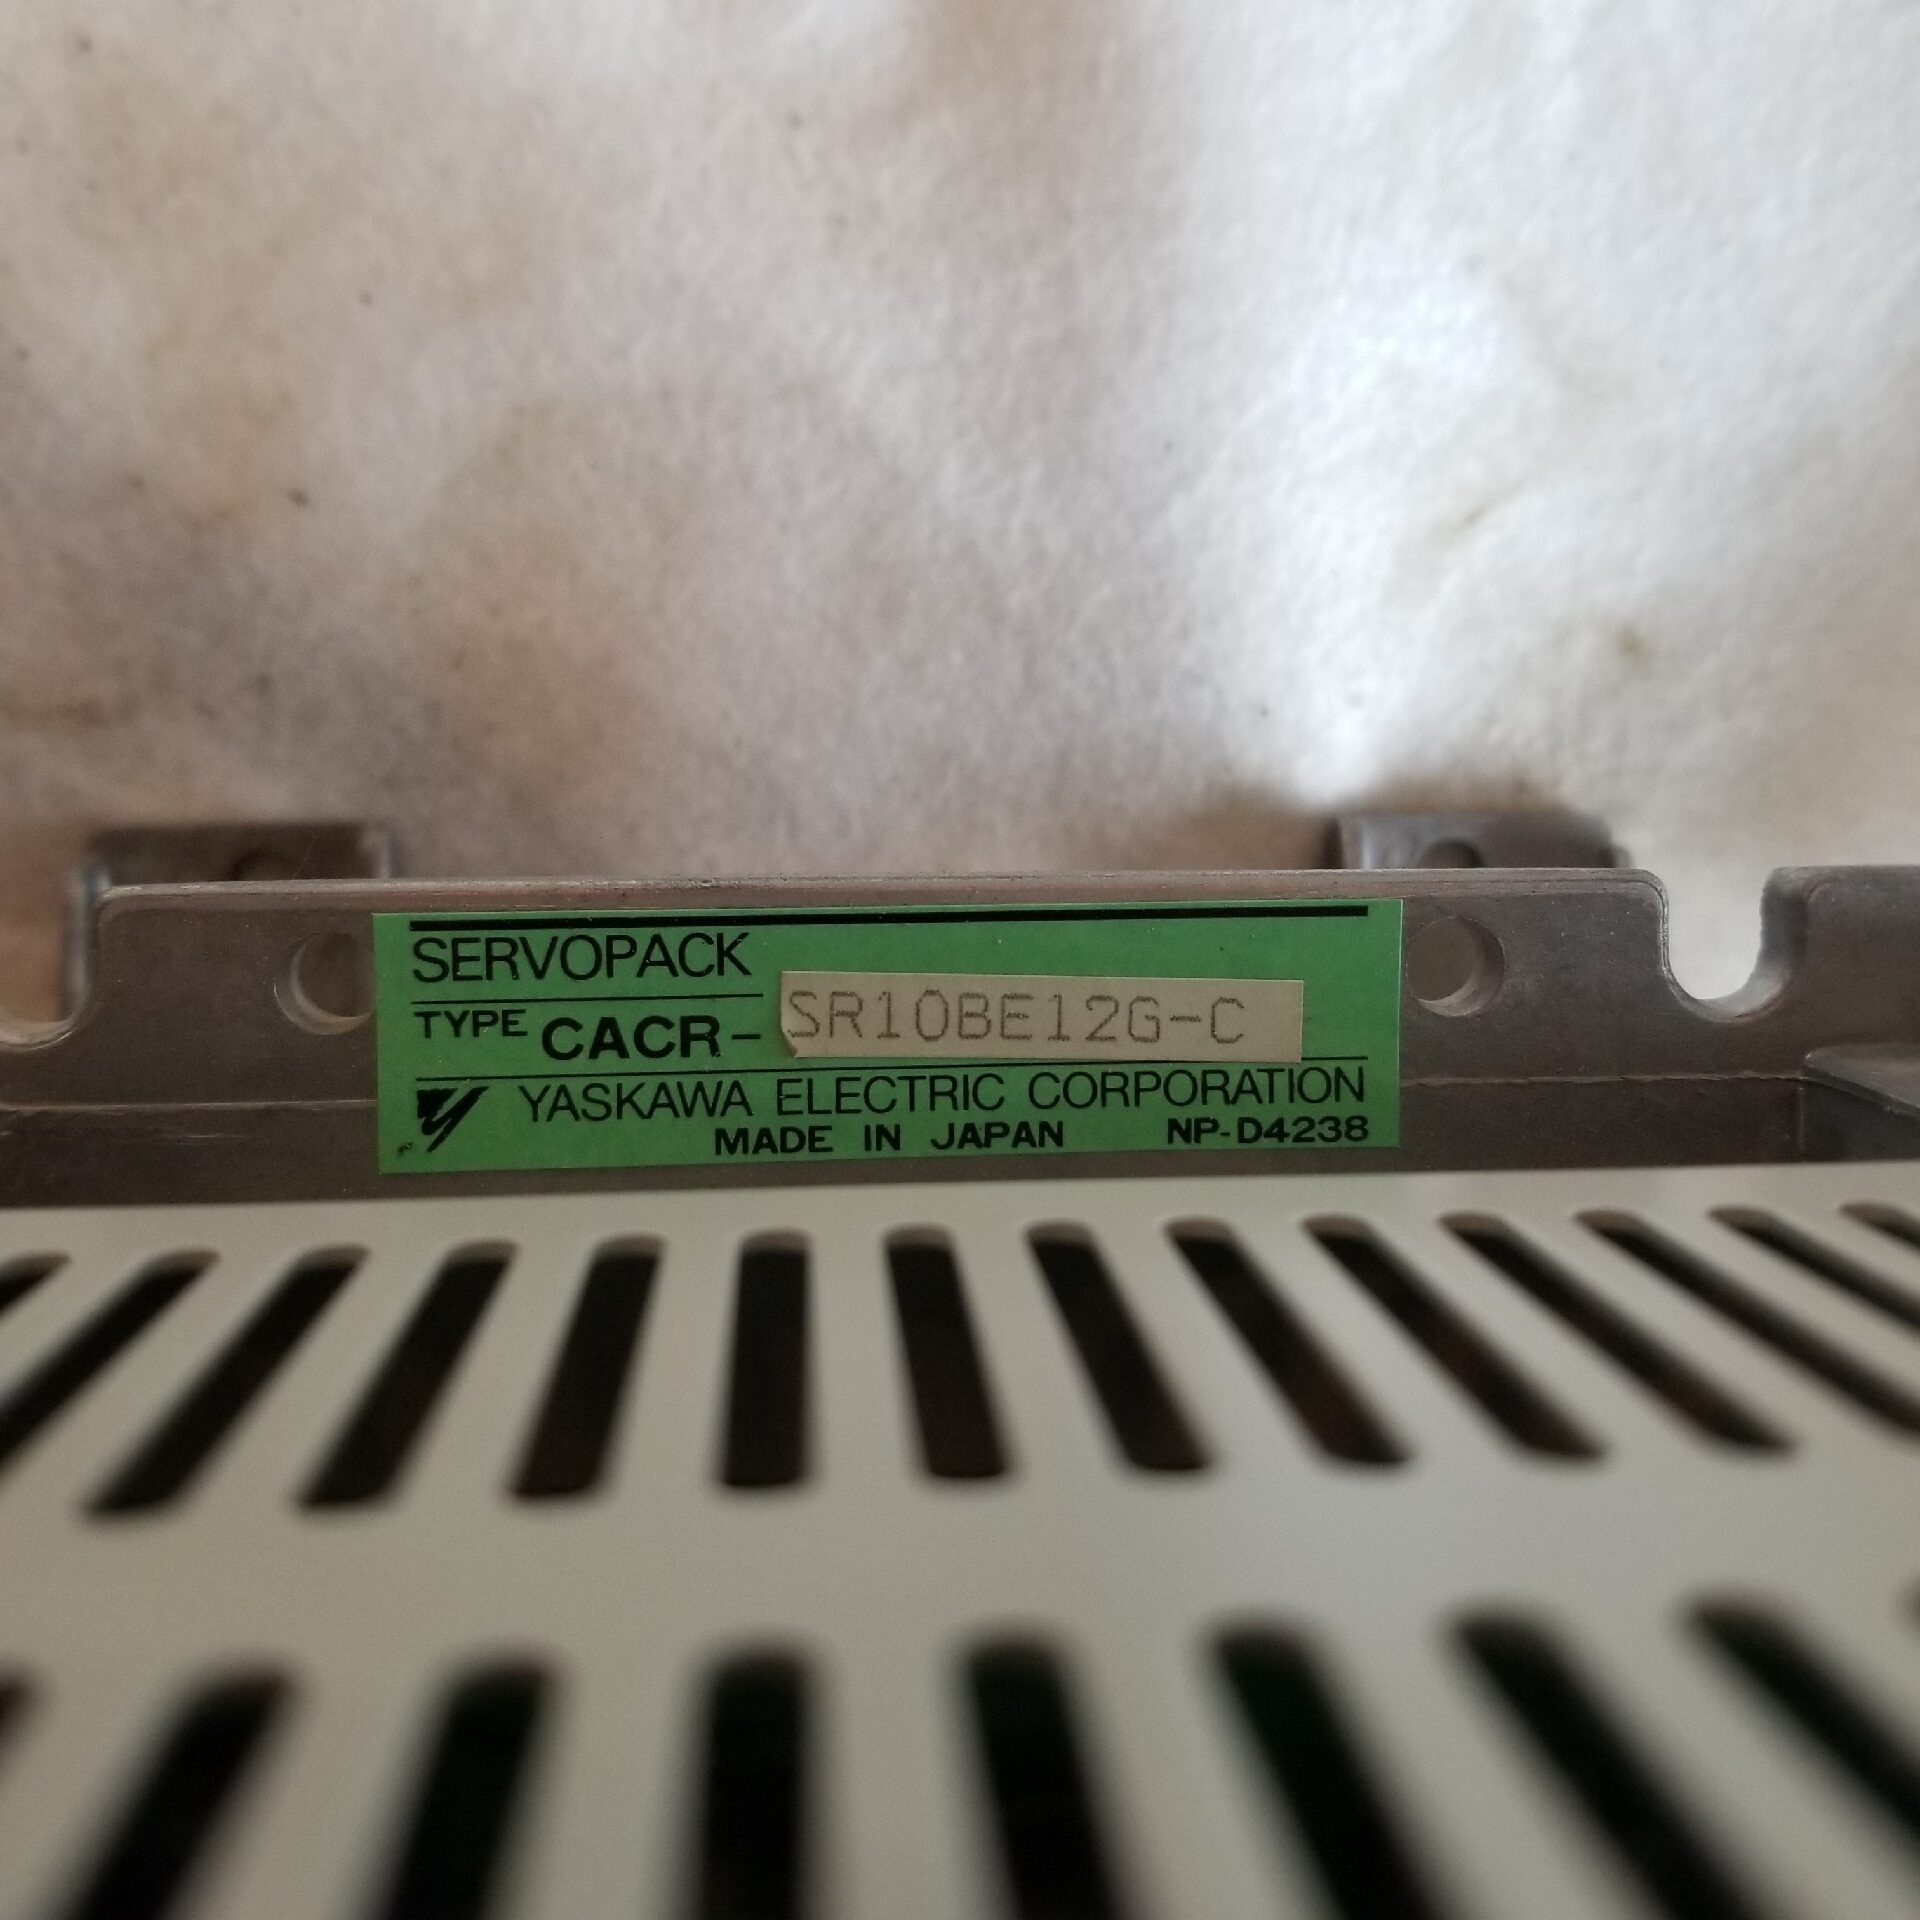 SERVOPACK
TYPE CACR- SR10BE12G-C
YASKAWA ELECTRIC CORPORATION
MADE IN JAPAN NP-D4238